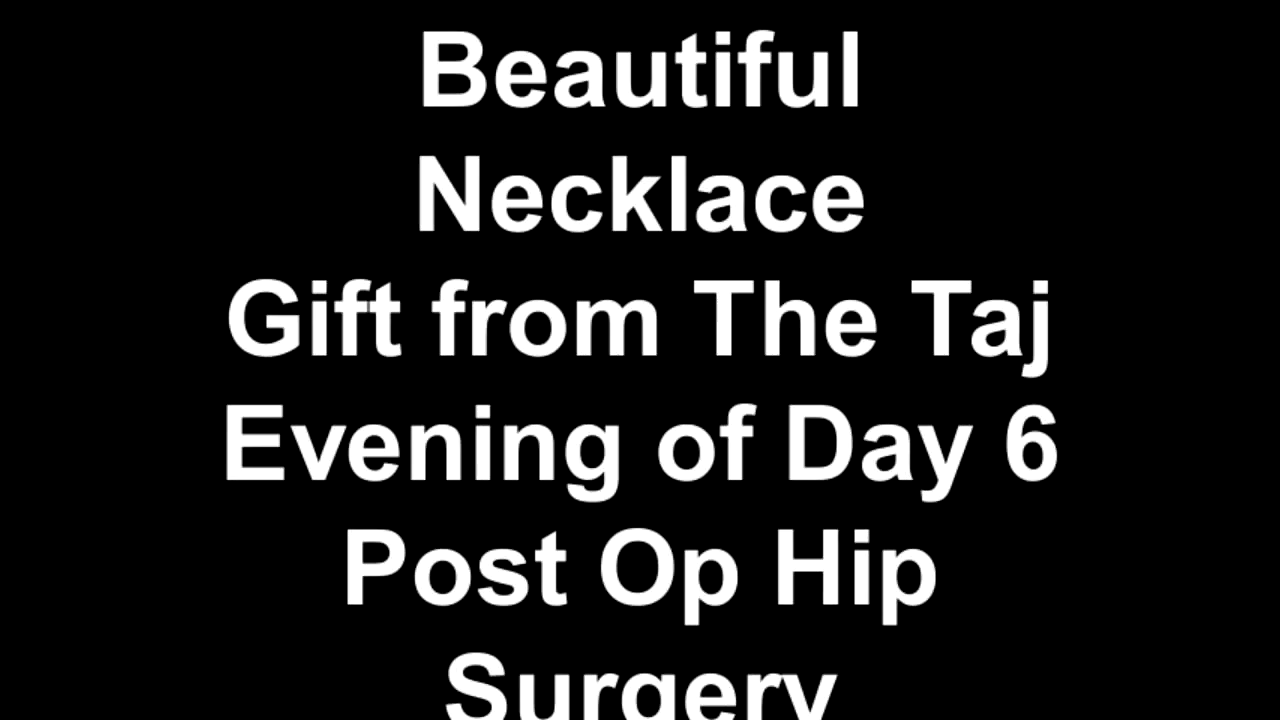 Beautiful
Necklace
Gift from The Taj
Evening of Day 6
Post Op Hip
Surgery